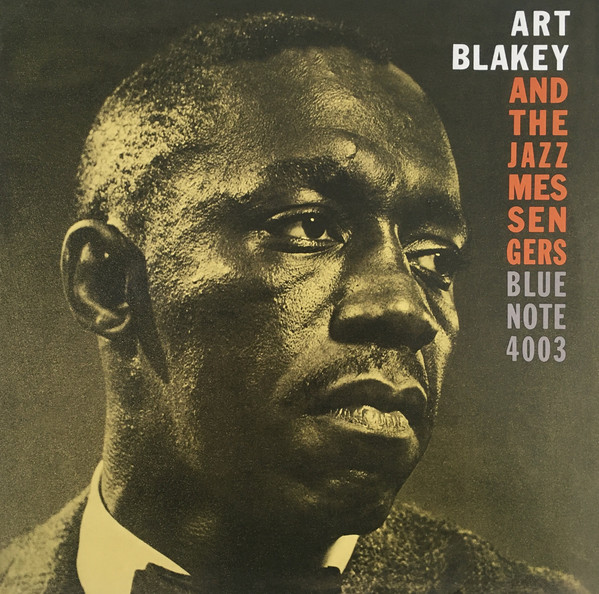 ART
BLAKEY
AND
THE
JAZZ
MES
SEN
GERS
BLUE
NOTE
4003